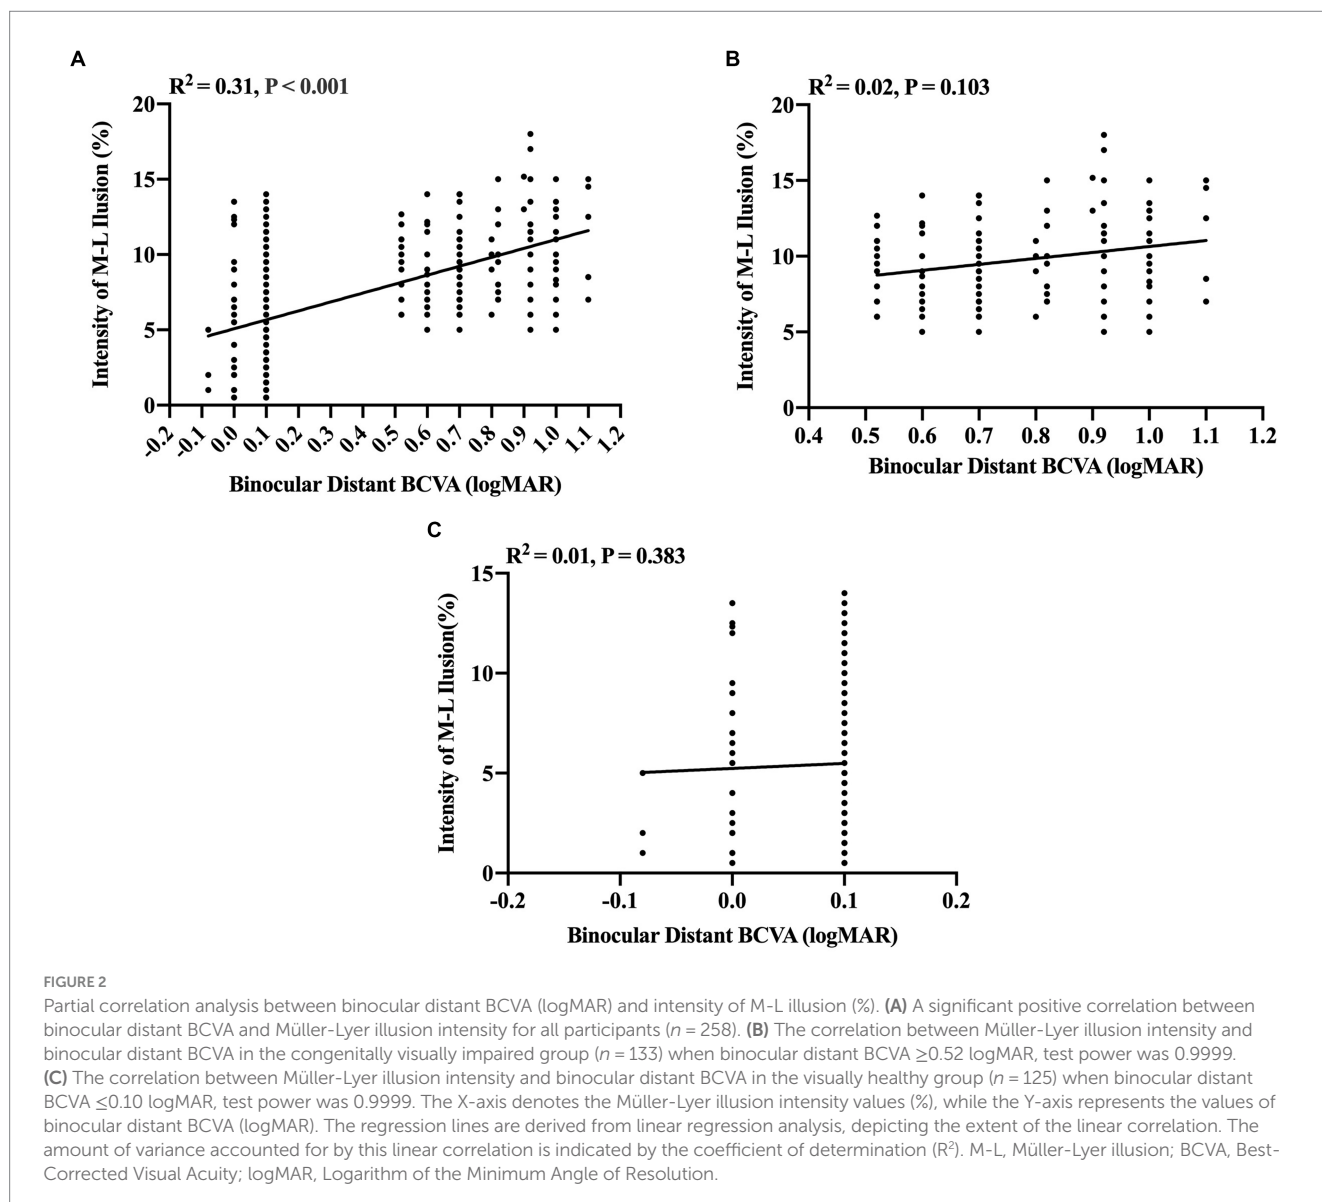 A
R² = 0.31, P < 0.001
Intensity of M-L Ilusion (%)
20
15
10
5
0
-0.2 -0.1 0.0 0.1 0.2 0.3 0.4 0.5 0.6 0.7 0.8 0.9 1.0 1.1 1.2
Binocular Distant BCVA (logMAR)
B
R² = 0.02, P = 0.103
Intensity of M-L Ilusion (%)
20
15
10
5
0
0.4 0.5 0.6 0.7 0.8 0.9 1.0 1.1 1.2
Binocular Distant BCVA (logMAR)
C
R² = 0.01, P = 0.383
Intensity of M-L Ilusion(%)
15
10
5
0
-0.2 -0.1 0.0 0.1 0.2
Binocular Distant BCVA (logMAR)
FIGURE 2
Partial correlation analysis between binocular distant BCVA (logMAR) and intensity of M-L illusion (%). (A) A significant positive correlation between
binocular distant BCVA and Müller-Lyer illusion intensity for all participants (n = 258). (B) The correlation between Müller-Lyer illusion intensity and
binocular distant BCVA in the congenitally visually impaired group (n = 133) when binocular distant BCVA ≥0.52 logMAR, test power was 0.9999.
(C) The correlation between Müller-Lyer illusion intensity and binocular distant BCVA in the visually healthy group (n = 125) when binocular distant
BCVA ≤0.10 logMAR, test power was 0.9999. The X-axis denotes the Müller-Lyer illusion intensity values (%), while the Y-axis represents the values of
binocular distant BCVA (logMAR). The regression lines are derived from linear regression analysis, depicting the extent of the linear correlation. The
amount of variance accounted for by this linear correlation is indicated by the coefficient of determination (R²). M-L, Müller-Lyer illusion; BCVA, Best-
Corrected Visual Acuity; logMAR, Logarithm of the Minimum Angle of Resolution.